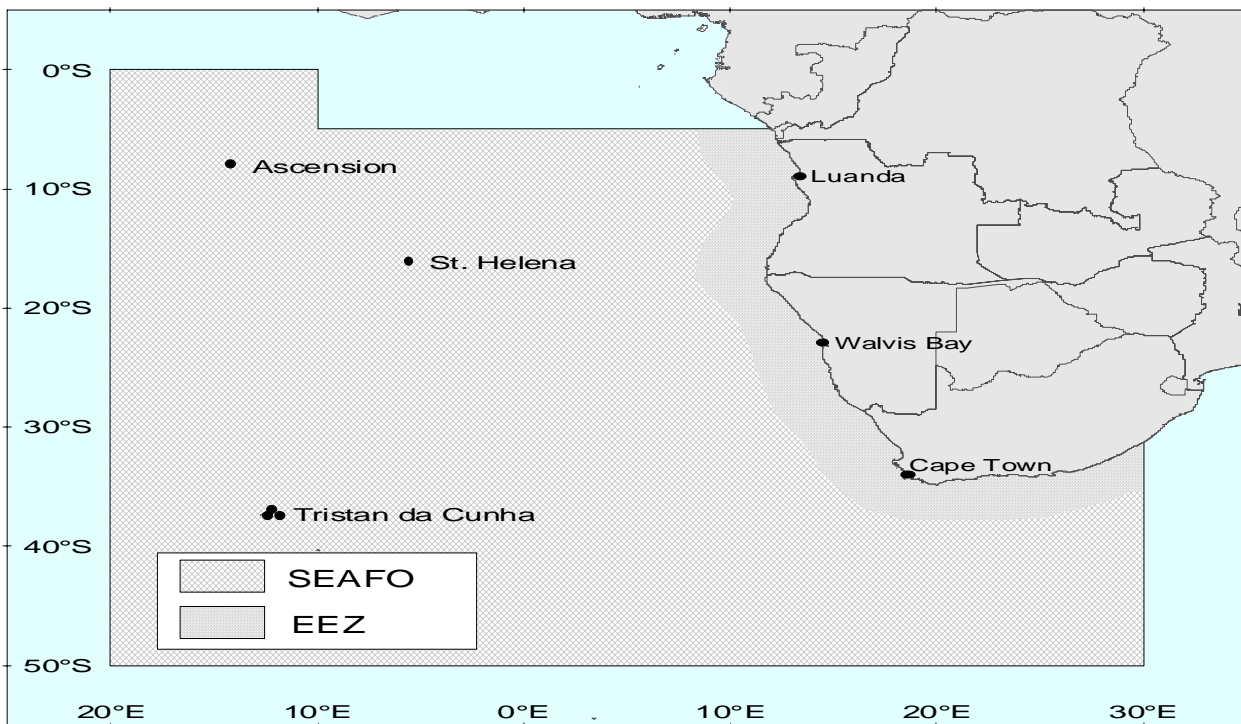 0°S
Ascension
10°S
Luanda
St. Helena
20°S
Walvis Bay
30°S
Cape Town
Tristan da Cunha
40°S
SEAFO
EEZ
50°S
20°E 10°E 0°E 10°E 20°E 30°E